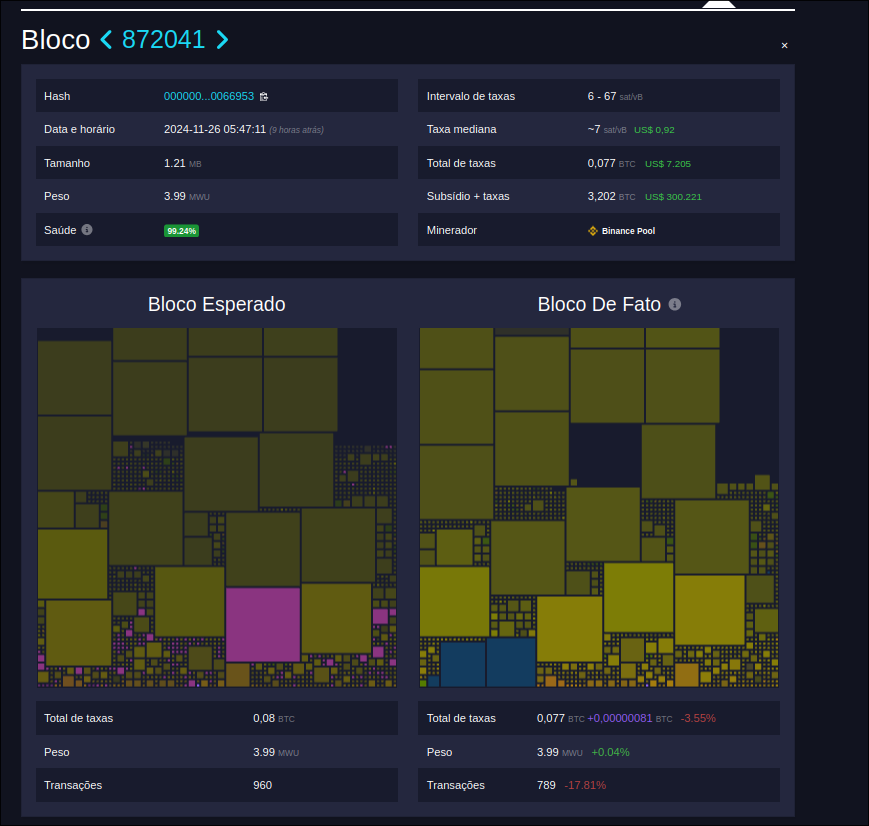 Bloco 872041
×
Hash 000000...0066953
Data e horário 2024-11-26 05:47:11 (9 horas atrás)
Tamanho 1.21 MB
Peso 3.99 MWU
Saúde 99.24%
Intervalo de taxas 6 - 67 sat/vB
Taxa mediana ~7 sat/vB US$ 0,92
Total de taxas 0,077 BTC US$ 7.205
Subsídio + taxas 3,202 BTC US$ 300.221
Minerador Binance Pool
Bloco Esperado
Total de taxas 0,08 BTC
Peso 3.99 MWU
Transações 960
Bloco De Fato
Total de taxas 0,077 BTC +0,00000081 BTC -3.55%
Peso 3.99 MWU +0.04%
Transações 789 -17.81%